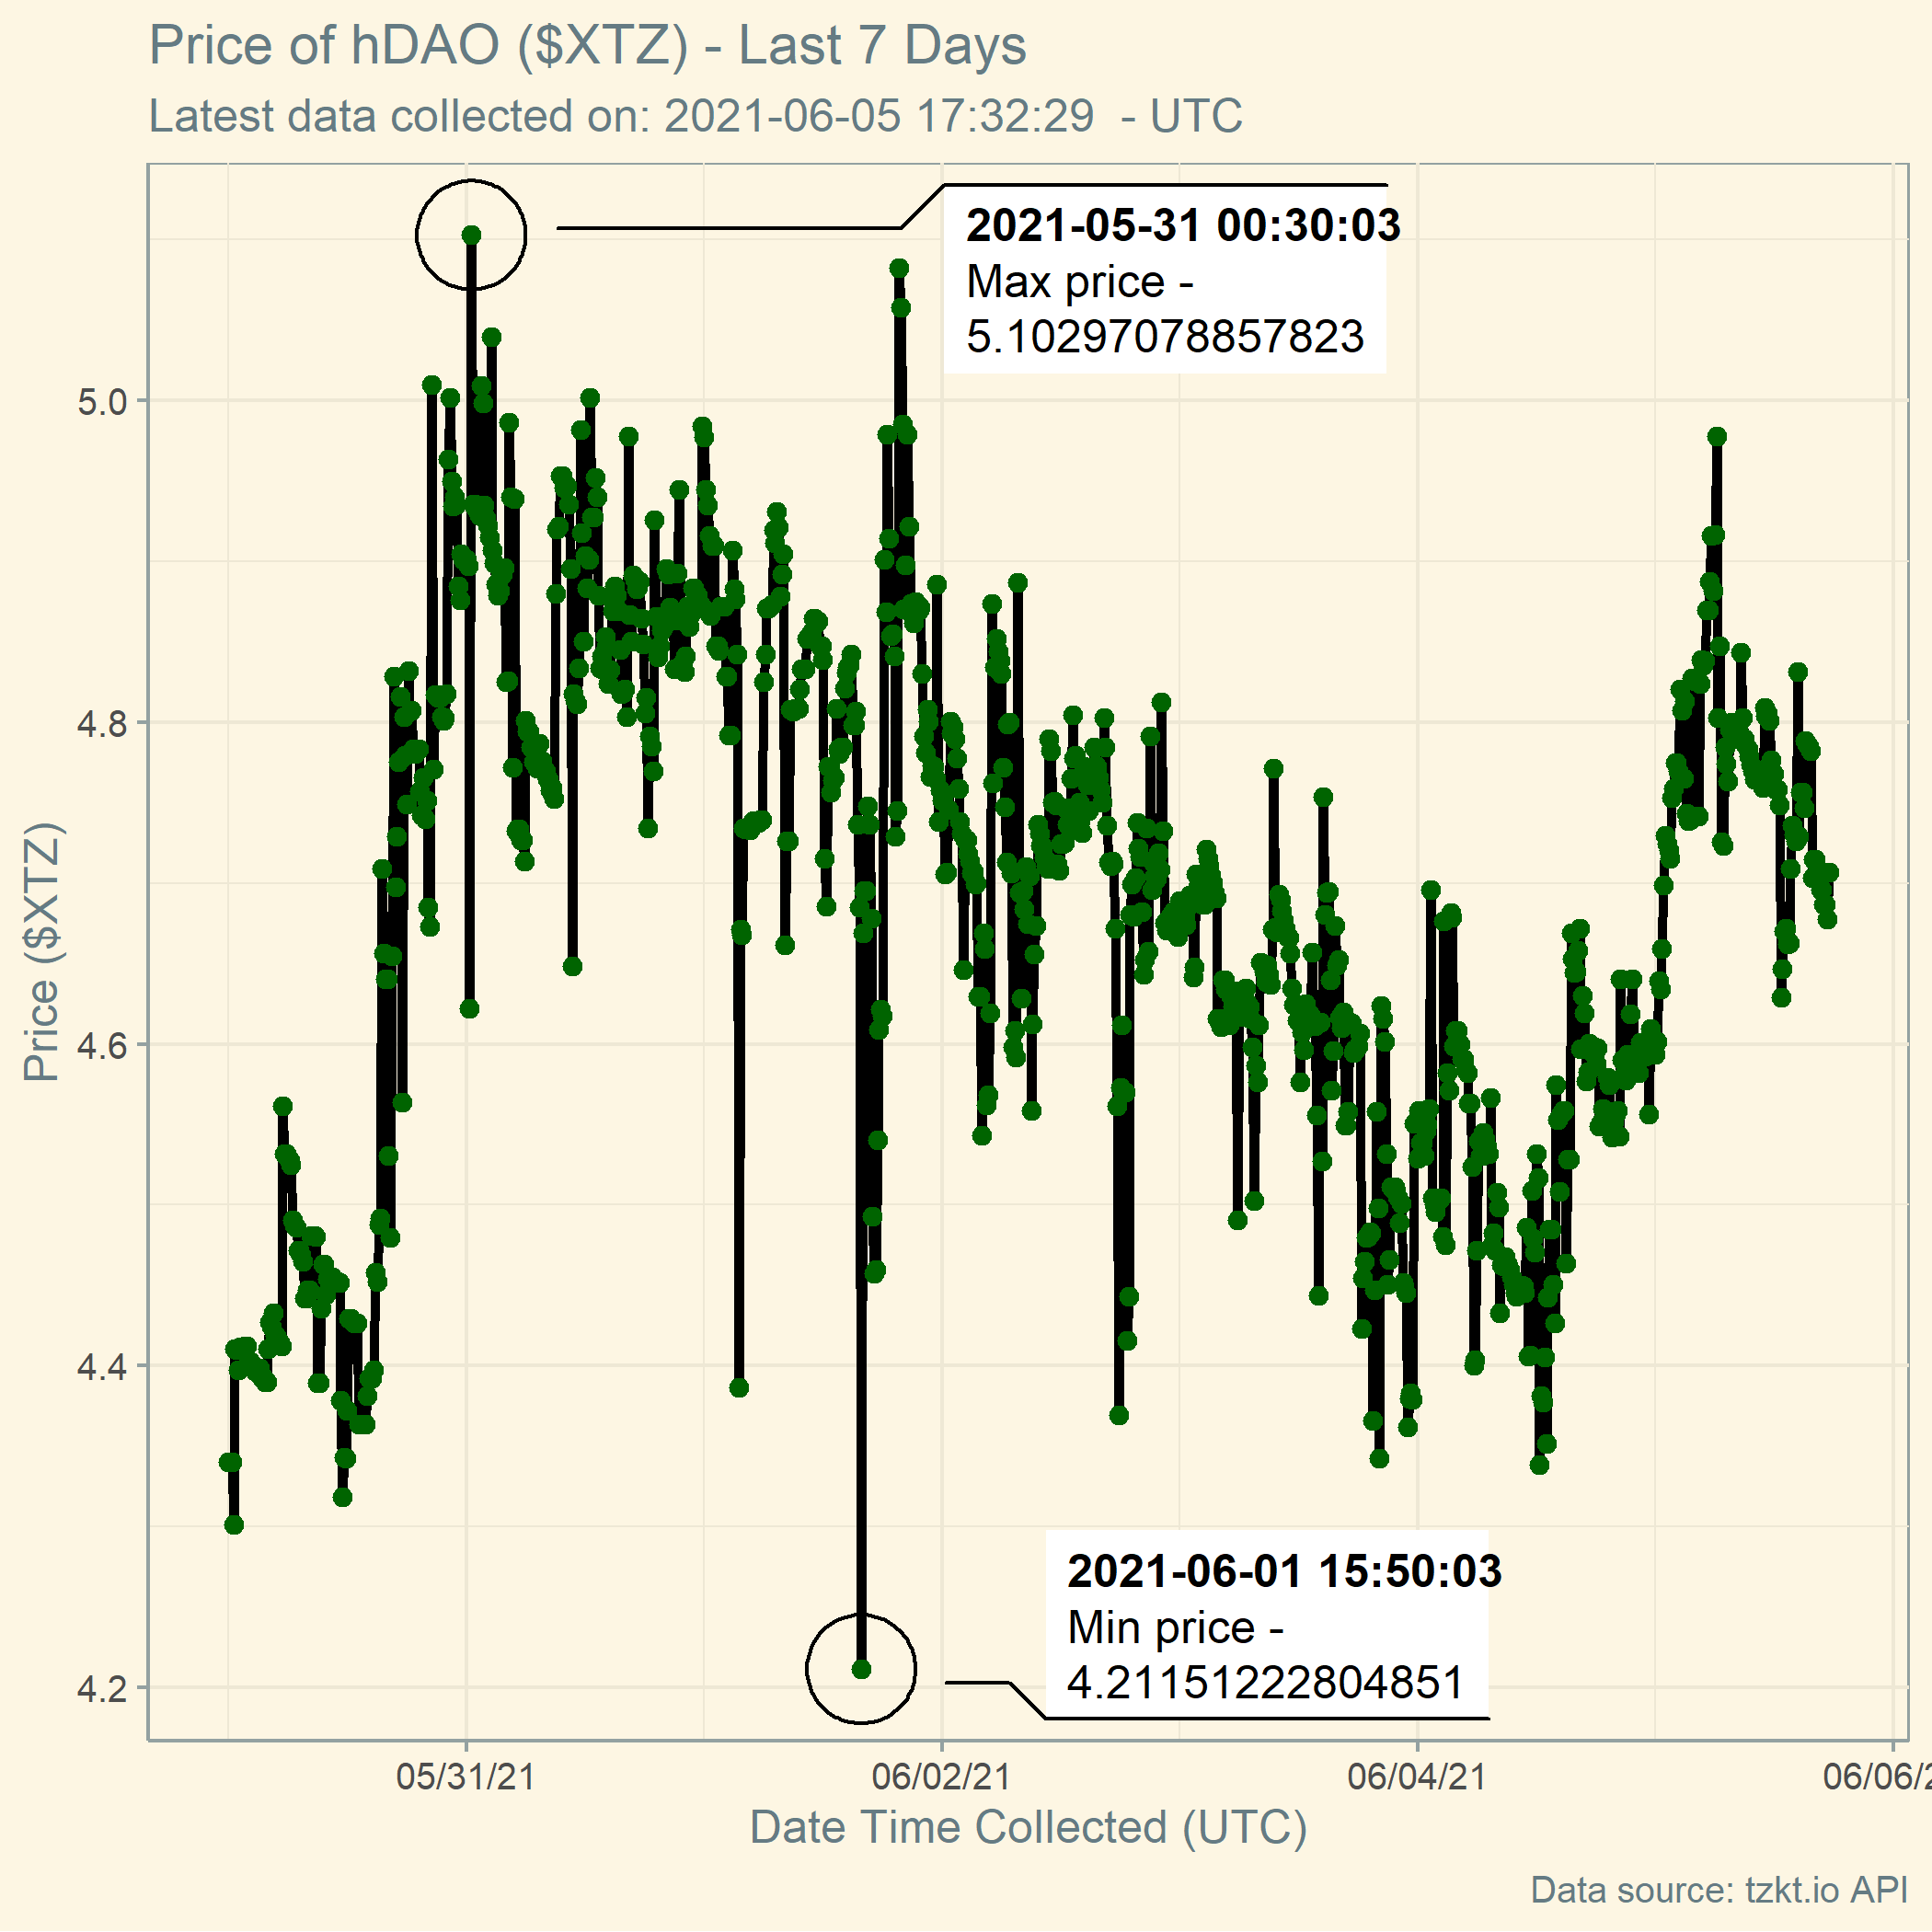 Price of hDAO ($XTZ) - Last 7 Days
Latest data collected on: 2021-06-05 17:32:29  - UTC
2021-05-31 00:30:03
Max price -
5.10297078857823
5.0
4.8
4.6
4.4
4.2
Price ($XTZ)
2021-06-01 15:50:03
Min price -
4.21151222804851
05/31/21
06/02/21
06/04/21
06/06/2
Date Time Collected (UTC)
Data source: tzkt.io API